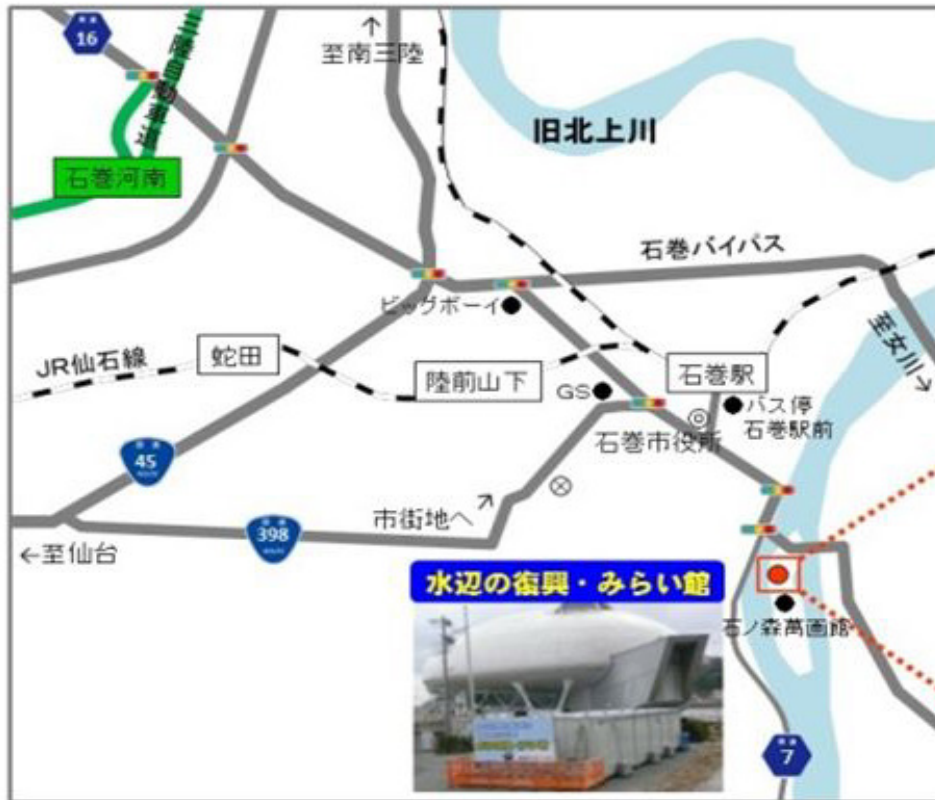 16
三陸自動車道
↑
至南三陸
旧北上川
石巻河南
石巻バイパス
ビッグボーイ
JR仙石線
蛇田
陸前山下
石巻駅
至女川→
GS
バス停
石巻駅前
石巻市役所
45
ROUTE
市街地へ
398
ROUTE
←至仙台
水辺の復興・みらい館
石ノ森萬画館
7